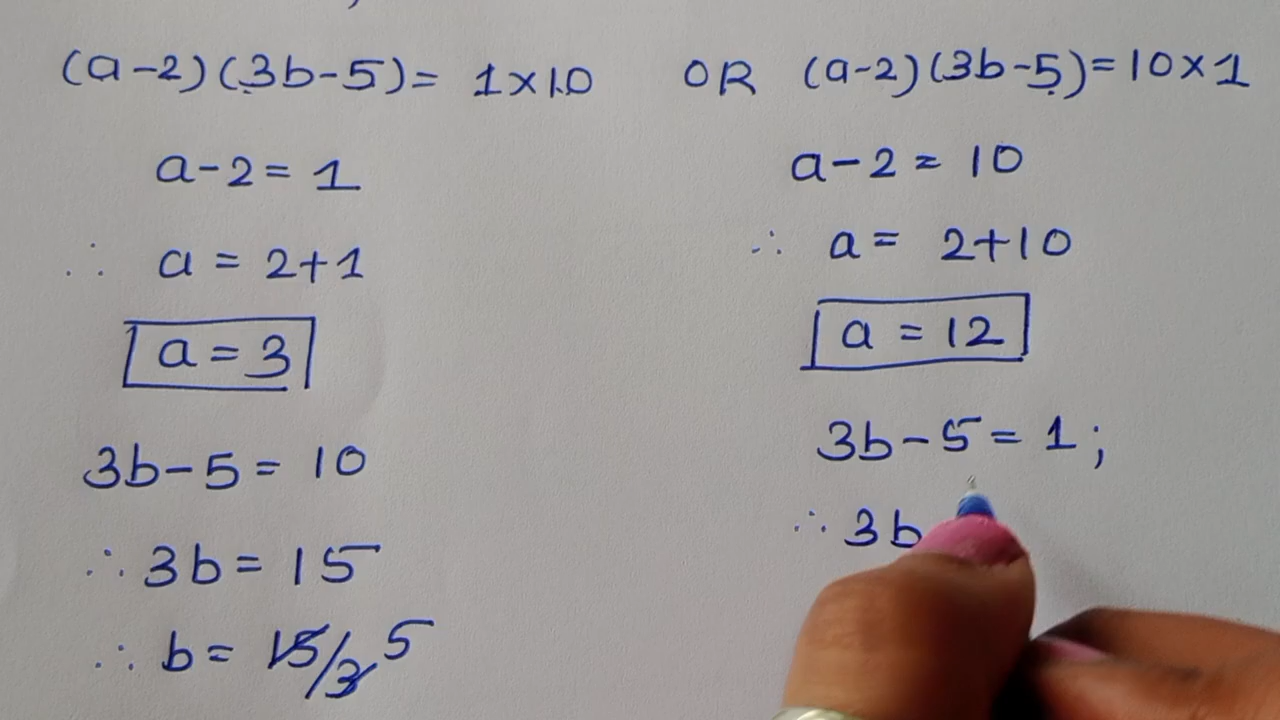 (a-2)(3b-5)= 1×10 OR (a-2)(3b-5)=10×1
a-2= 1
∴ a = 2+1
a = 3
3b-5= 10
∴ 3b= 15
∴ b= 15/3 5
a-2= 10
∴ a= 2+10
a = 12
3b-5= 1;
∴ 3b